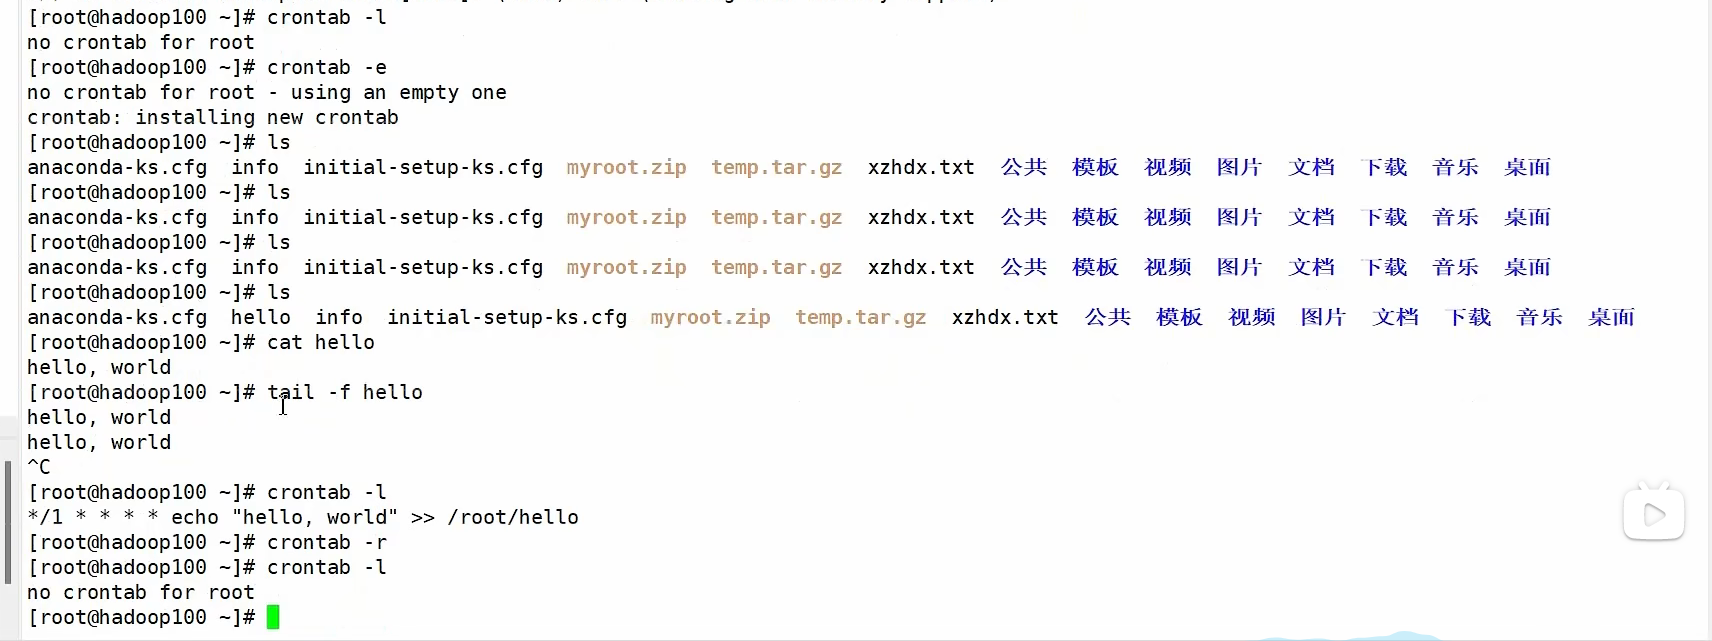 [root@hadoop100 ~]# crontab -l
no crontab for root
[root@hadoop100 ~]# crontab -e
no crontab for root - using an empty one
crontab: installing new crontab
[root@hadoop100 ~]# ls
anaconda-ks.cfg  info  initial-setup-ks.cfg  myroot.zip  temp.tar.gz  xzhdx.txt  公共  模板  视频  图片  文档  下载  音乐  桌面
[root@hadoop100 ~]# ls
anaconda-ks.cfg  info  initial-setup-ks.cfg  myroot.zip  temp.tar.gz  xzhdx.txt  公共  模板  视频  图片  文档  下载  音乐  桌面
[root@hadoop100 ~]# ls
anaconda-ks.cfg  info  initial-setup-ks.cfg  myroot.zip  temp.tar.gz  xzhdx.txt  公共  模板  视频  图片  文档  下载  音乐  桌面
[root@hadoop100 ~]# ls
anaconda-ks.cfg  hello  info  initial-setup-ks.cfg  myroot.zip  temp.tar.gz  xzhdx.txt  公共  模板  视频  图片  文档  下载  音乐  桌面
[root@hadoop100 ~]# cat hello
hello, world
[root@hadoop100 ~]# tail -f hello
hello, world
hello, world
^C
[root@hadoop100 ~]# crontab -l
*/1 * * * * echo "hello, world" >> /root/hello
[root@hadoop100 ~]# crontab -r
[root@hadoop100 ~]# crontab -l
no crontab for root
[root@hadoop100 ~]#